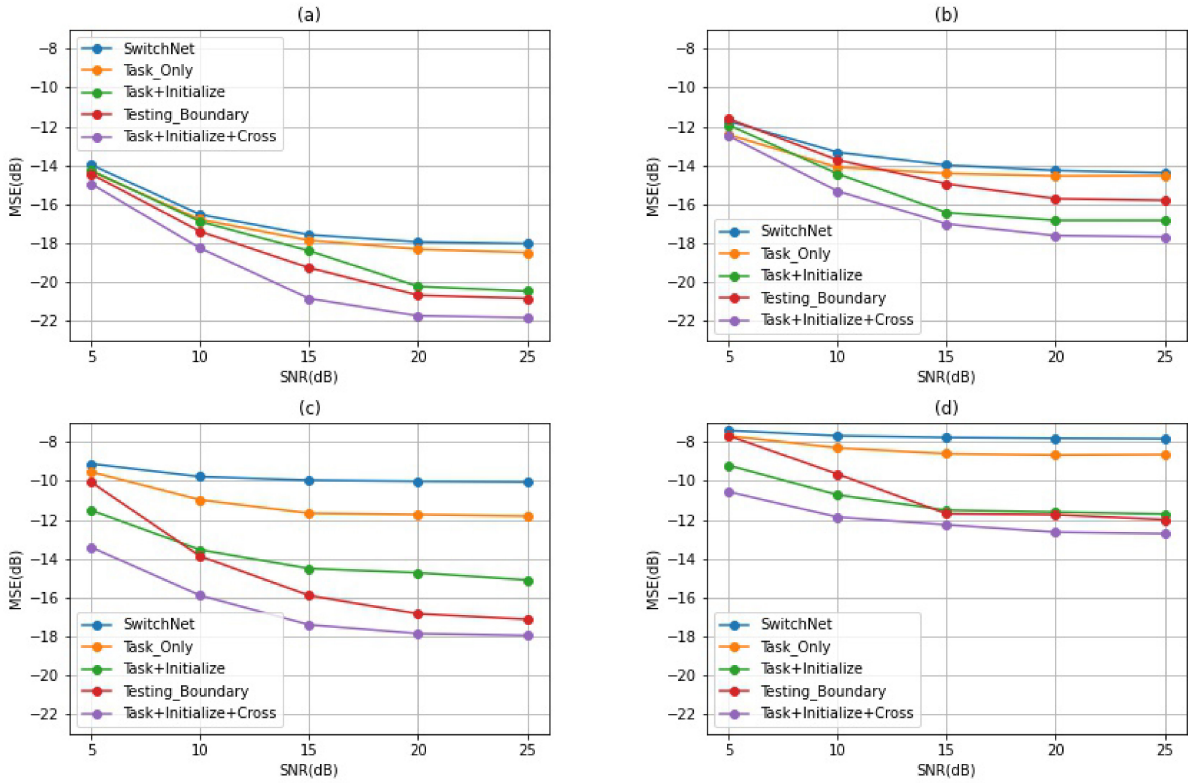 (a)
MSE(dB)
−8
−10
−12
−14
−16
−18
−20
−22
SwitchNet
Task_Only
Task+Initialize
Testing_Boundary
Task+Initialize+Cross
5 10 15 20 25
SNR(dB)
(b)
MSE(dB)
−8
−10
−12
−14
−16
−18
−20
−22
SwitchNet
Task_Only
Task+Initialize
Testing_Boundary
Task+Initialize+Cross
5 10 15 20 25
SNR(dB)
(c)
MSE(dB)
−8
−10
−12
−14
−16
−18
−20
−22
SwitchNet
Task_Only
Task+Initialize
Testing_Boundary
Task+Initialize+Cross
5 10 15 20 25
SNR(dB)
(d)
MSE(dB)
−8
−10
−12
−14
−16
−18
−20
−22
SwitchNet
Task_Only
Task+Initialize
Testing_Boundary
Task+Initialize+Cross
5 10 15 20 25
SNR(dB)